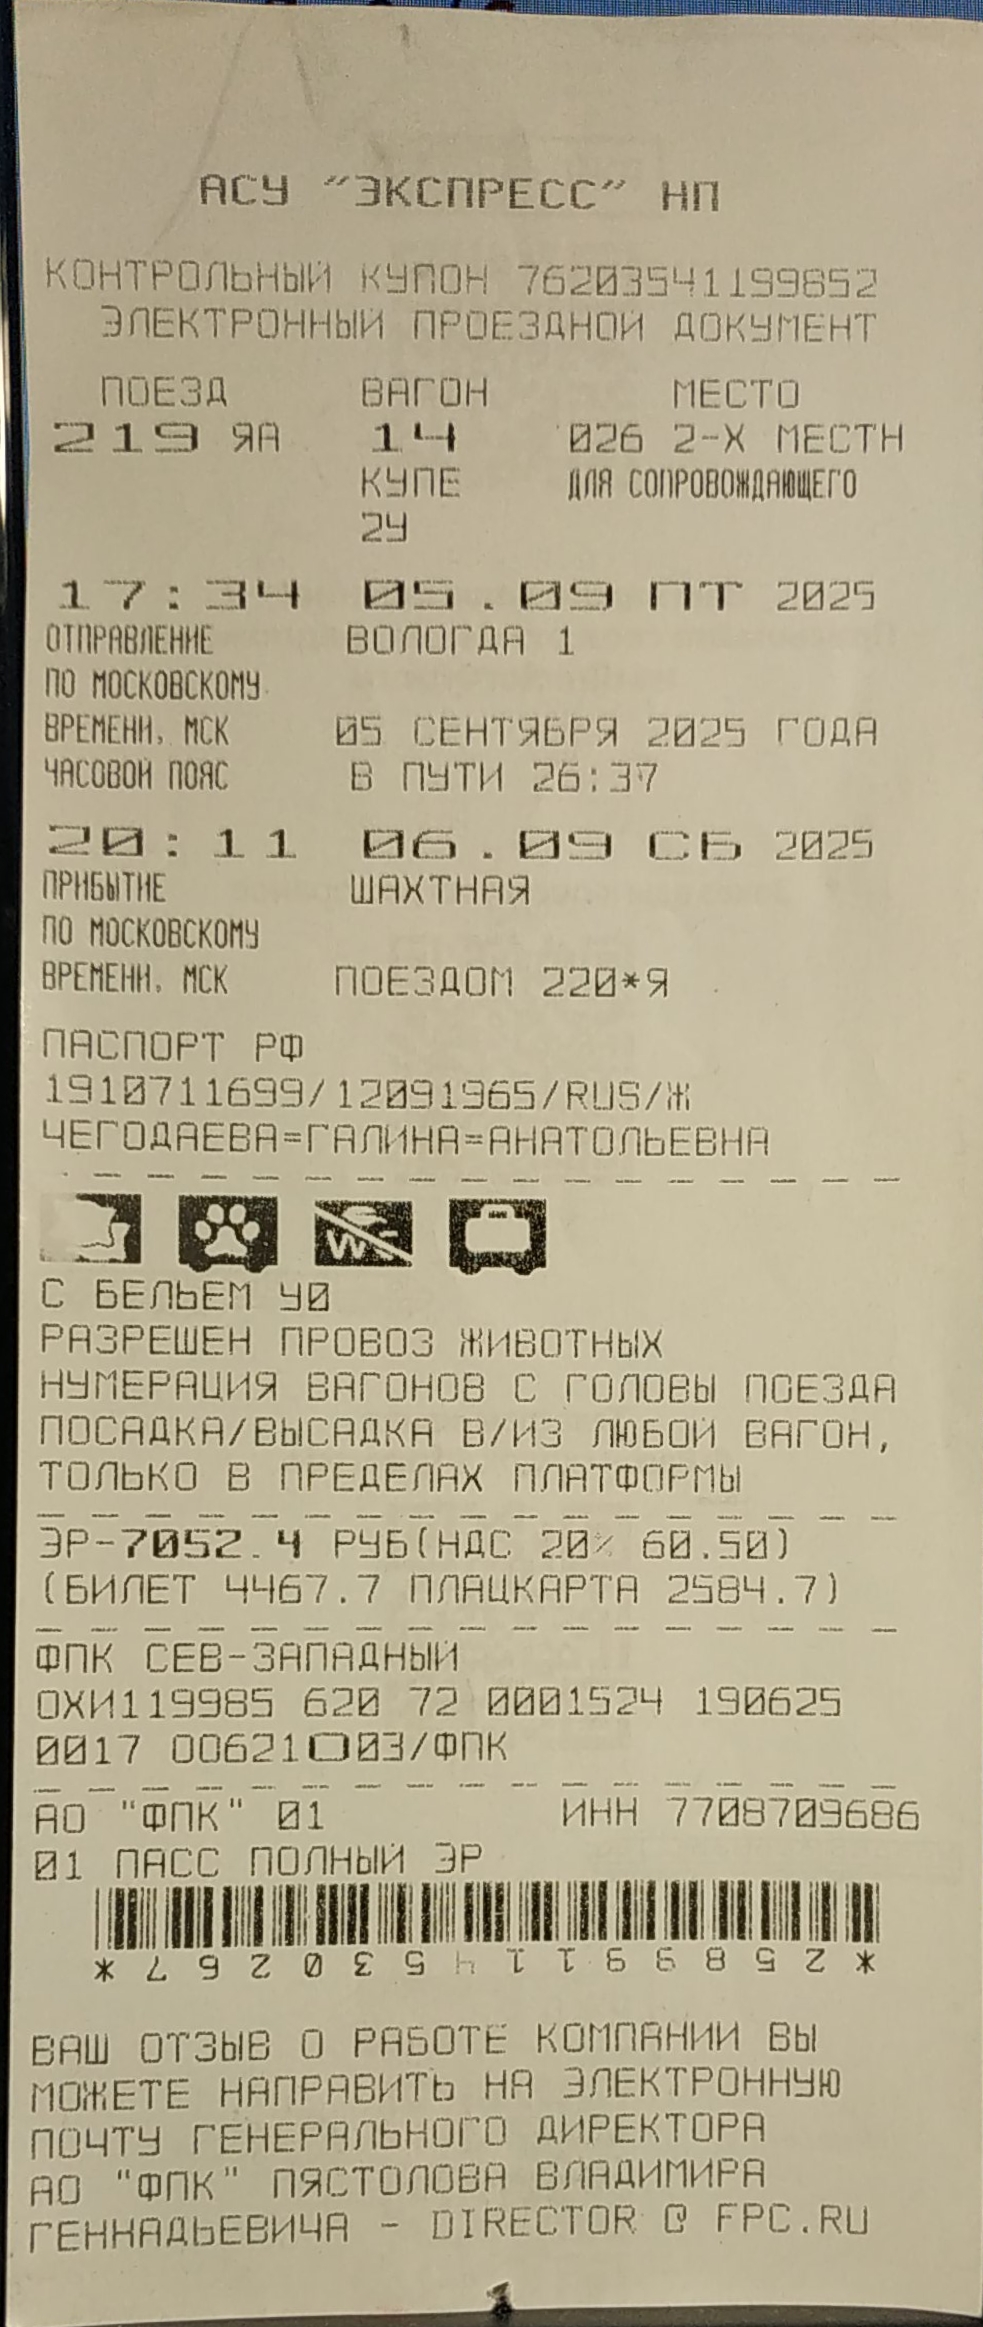 АСУ "ЭКСПРЕСС" НП
КОНТРОЛЬНЫЙ КУПОН 76203541199852
ЭЛЕКТРОННЫЙ ПРОЕЗДНОЙ ДОКУМЕНТ
ПОЕЗД ВАГОН МЕСТО
219 ЯА 14 026 2-Х МЕСТН
КУПЕ ДЛЯ СОПРОВОЖДАЮЩЕГО
2У
17:34 05.09 ПТ 2025
ОТПРАВЛЕНИЕ ВОЛОГДА 1
ПО МОСКОВСКОМУ
ВРЕМЕНИ, МСК 05 СЕНТЯБРЯ 2025 ГОДА
ЧАСОВОЙ ПОЯС В ПУТИ 26:37
20:11 06.09 СБ 2025
ПРИБЫТИЕ ШАХТНАЯ
ПО МОСКОВСКОМУ
ВРЕМЕНИ, МСК ПОЕЗДОМ 220*Я
ПАСПОРТ РФ
1910711699/12091965/RUS/Ж
ЧЕГОДАЕВА=ГАЛИНА=АНАТОЛЬЕВНА
WC
С БЕЛЬЕМ У0
РАЗРЕШЕН ПРОВОЗ ЖИВОТНЫХ
НУМЕРАЦИЯ ВАГОНОВ С ГОЛОВЫ ПОЕЗДА
ПОСАДКА/ВЫСАДКА В/ИЗ ЛЮБОЙ ВАГОН,
ТОЛЬКО В ПРЕДЕЛАХ ПЛАТФОРМЫ
ЭР-7052.4 РУБ(НДС 20% 60.50)
(БИЛЕТ 4467.7 ПЛАЦКАРТА 2584.7)
ФПК СЕВ-ЗАПАДНЫЙ
ОХИ119985 620 72 0001524 190625
0017 00621О03/ФПК
АО "ФПК" 01 ИНН 7708709686
01 ПАСС ПОЛНЫЙ ЭР
*25899114530267*
ВАШ ОТЗЫВ О РАБОТЕ КОМПАНИИ ВЫ
МОЖЕТЕ НАПРАВИТЬ НА ЭЛЕКТРОННУЮ
ПОЧТУ ГЕНЕРАЛЬНОГО ДИРЕКТОРА
АО "ФПК" ПЯСТОЛОВА ВЛАДИМИРА
ГЕННАДЬЕВИЧА - DIRECTOR @ FPC.RU